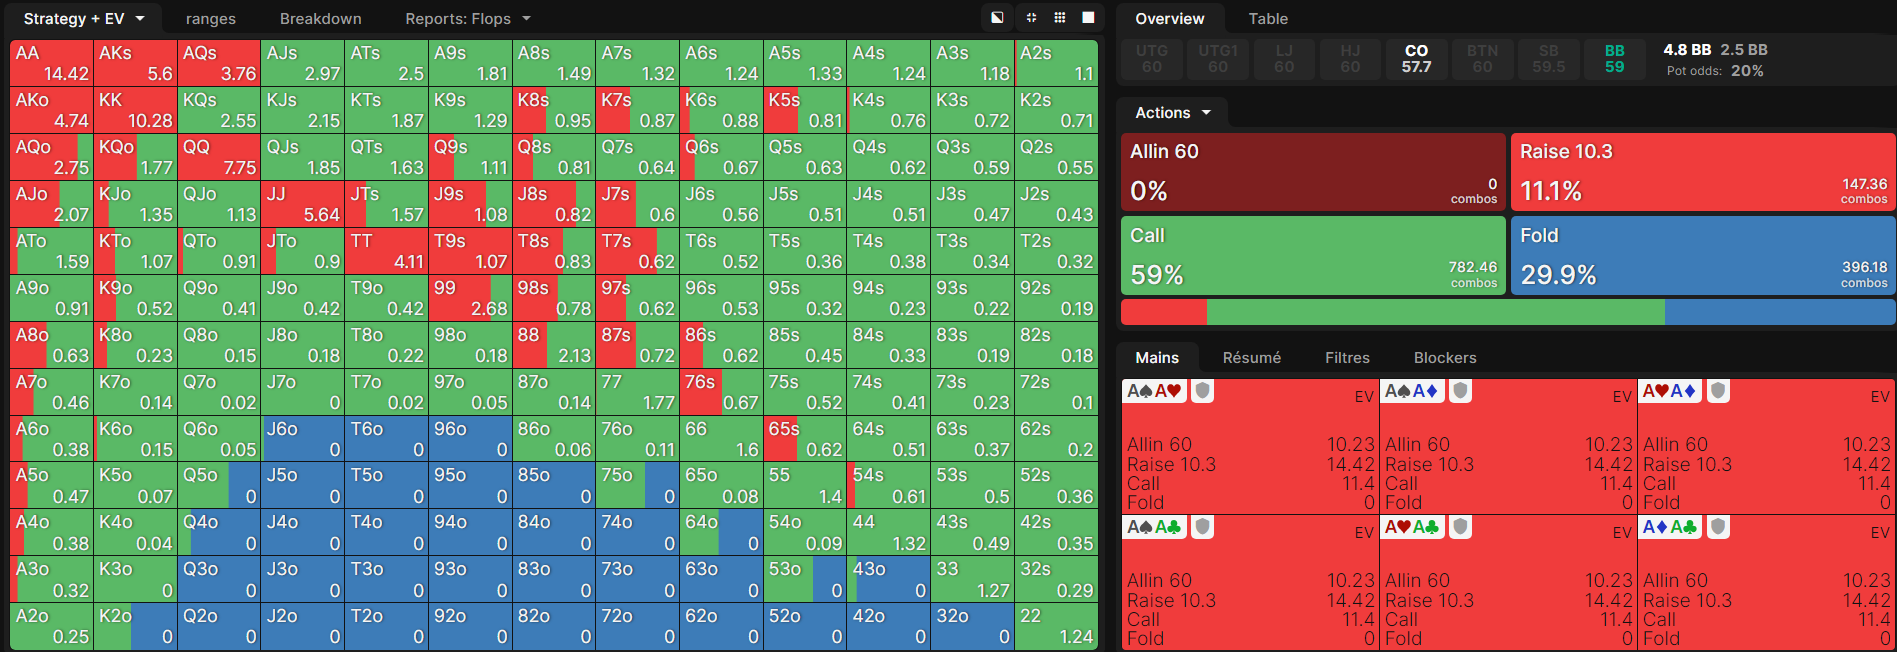 Strategy + EV ranges Breakdown Reports: Flops
AA AKs AQs AJs ATs A9s A8s A7s A6s A5s A4s A3s A2s
14.42 5.6 3.76 2.97 2.5 1.81 1.49 1.32 1.24 1.33 1.24 1.18 1.1
AKo KK KQs KJs KTs K9s K8s K7s K6s K5s K4s K3s K2s
4.74 10.28 2.55 2.15 1.87 1.29 0.95 0.87 0.88 0.81 0.76 0.72 0.71
AQo KQo QQ QJs QTs Q9s Q8s Q7s Q6s Q5s Q4s Q3s Q2s
2.75 1.77 7.75 1.85 1.63 1.11 0.81 0.64 0.67 0.63 0.62 0.59 0.55
AJo KJo QJo JJ JTs J9s J8s J7s J6s J5s J4s J3s J2s
2.07 1.35 1.13 5.64 1.57 1.08 0.82 0.6 0.56 0.51 0.51 0.47 0.43
ATo KTo QTo JTo TT T9s T8s T7s T6s T5s T4s T3s T2s
1.59 1.07 0.91 0.9 4.11 1.07 0.83 0.62 0.52 0.36 0.38 0.34 0.32
A9o K9o Q9o J9o T9o 99 98s 97s 96s 95s 94s 93s 92s
0.91 0.52 0.41 0.42 0.42 2.68 0.78 0.62 0.53 0.32 0.23 0.22 0.19
A8o K8o Q8o J8o T8o 98o 88 87s 86s 85s 84s 83s 82s
0.63 0.23 0.15 0.18 0.22 0.18 2.13 0.72 0.62 0.45 0.33 0.19 0.18
A7o K7o Q7o J7o T7o 97o 87o 77 76s 75s 74s 73s 72s
0.46 0.14 0.02 0 0.02 0.05 0.14 1.77 0.67 0.52 0.41 0.23 0.1
A6o K6o Q6o J6o T6o 96o 86o 76o 66 65s 64s 63s 62s
0.38 0.15 0.05 0 0 0 0.06 0.11 1.6 0.62 0.51 0.37 0.2
A5o K5o Q5o J5o T5o 95o 85o 75o 65o 55 54s 53s 52s
0.47 0.07 0 0 0 0 0 0 0.08 1.4 0.61 0.5 0.36
A4o K4o Q4o J4o T4o 94o 84o 74o 64o 54o 44 43s 42s
0.38 0.04 0 0 0 0 0 0 0 0.09 1.32 0.49 0.35
A3o K3o Q3o J3o T3o 93o 83o 73o 63o 53o 43o 33 32s
0.32 0 0 0 0 0 0 0 0 0 0 1.27 0.29
A2o K2o Q2o J2o T2o 92o 82o 72o 62o 52o 42o 32o 22
0.25 0 0 0 0 0 0 0 0 0 0 0 1.24
Overview Table
UTG UTG1 LJ HJ CO BTN SB BB 4.8 BB 2.5 BB
60 60 60 60 57.7 60 59.5 59 Pot odds: 20%
Actions
Allin 60 Raise 10.3
0% 0 combos 11.1% 147.36 combos
Call Fold
59% 782.46 combos 29.9% 396.18 combos
Mains Résumé Filtres Blockers
A♠A♥ EV A♠A♦ EV A♥A♦ EV
Allin 60 10.23 Allin 60 10.23 Allin 60 10.23
Raise 10.3 14.42 Raise 10.3 14.42 Raise 10.3 14.42
Call 11.4 Call 11.4 Call 11.4
Fold 0 Fold 0 Fold 0
A♠A♣ EV A♥A♣ EV A♦A♣ EV
Allin 60 10.23 Allin 60 10.23 Allin 60 10.23
Raise 10.3 14.42 Raise 10.3 14.42 Raise 10.3 14.42
Call 11.4 Call 11.4 Call 11.4
Fold 0 Fold 0 Fold 0